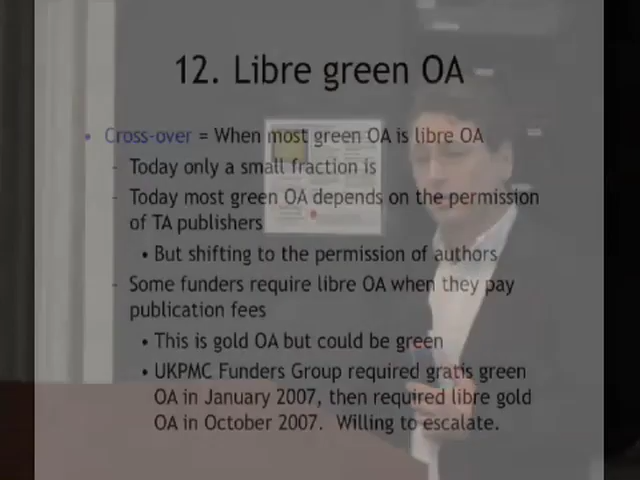 12. Libre green OA
• Cross-over = When most green OA is libre OA
- Today only a small fraction is
- Today most green OA depends on the permission
of TA publishers
• But shifting to the permission of authors
- Some funders require libre OA when they pay
publication fees
• This is gold OA but could be green
• UKPMC Funders Group required gratis green
OA in January 2007, then required libre gold
OA in October 2007. Willing to escalate.